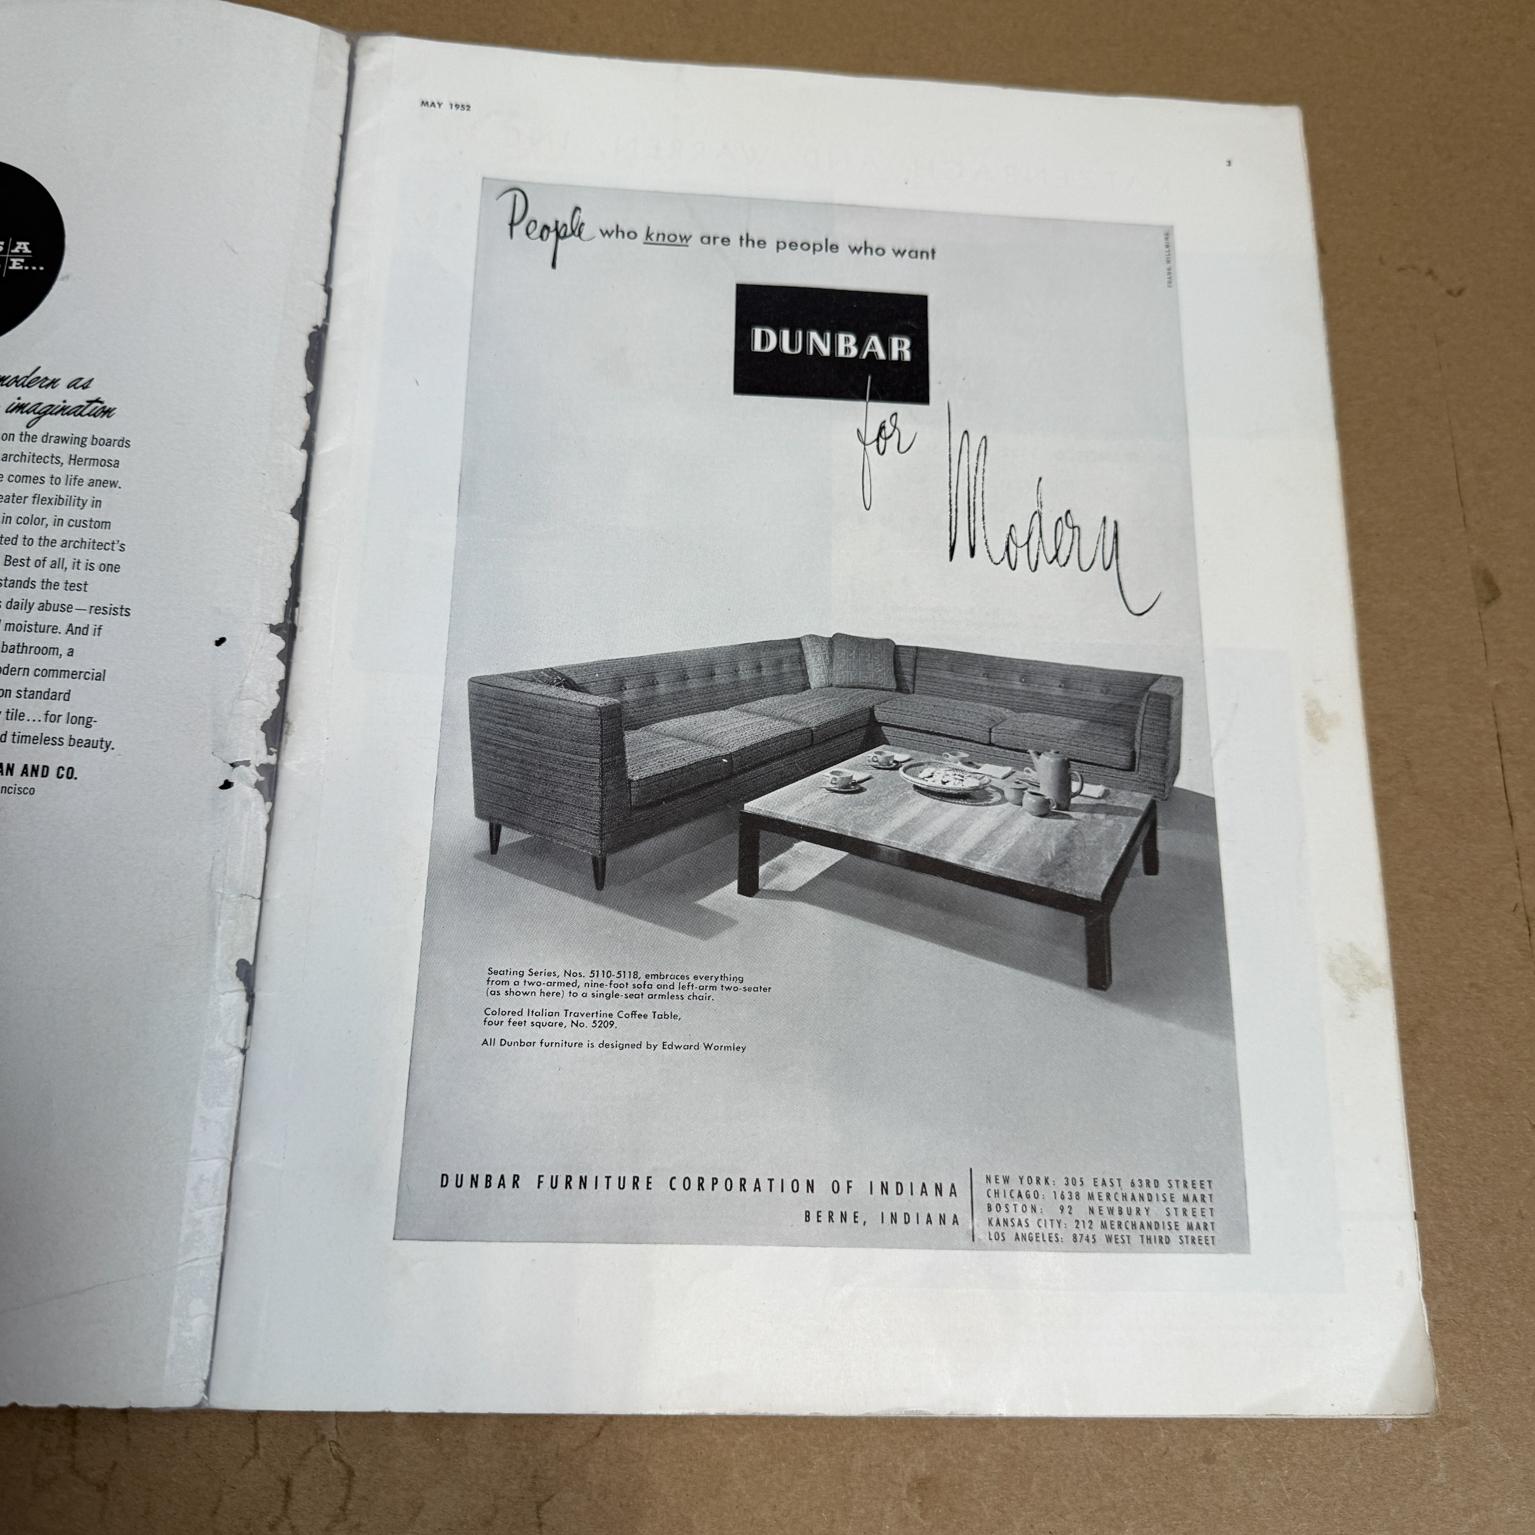 SA
E...
modern as
imagination
on the drawing boards
architects, Hermosa
comes to life anew.
eater flexibility in
in color, in custom
ted to the architect's
Best of all, it is one
stands the test
daily abuse—resists
moisture. And if
bathroom, a
odern commercial
on standard
tile...for long-
d timeless beauty.
AN AND CO.
ncisco
MAY 1952
3
People who know are the people who want
DUNBAR
for
Modern
Seating Series, Nos. 5110-5118, embraces everything
from a two-armed, nine-foot sofa and left-arm two-seater
(as shown here) to a single-seat armless chair.
Colored Italian Travertine Coffee Table,
four feet square, No. 5209.
All Dunbar furniture is designed by Edward Wormley
DUNBAR FURNITURE CORPORATION OF INDIANA
BERNE, INDIANA
NEW YORK: 305 EAST 63RD STREET
CHICAGO: 1638 MERCHANDISE MART
BOSTON: 92 NEWBURY STREET
KANSAS CITY: 212 MERCHANDISE MART
LOS ANGELES: 8745 WEST THIRD STREET